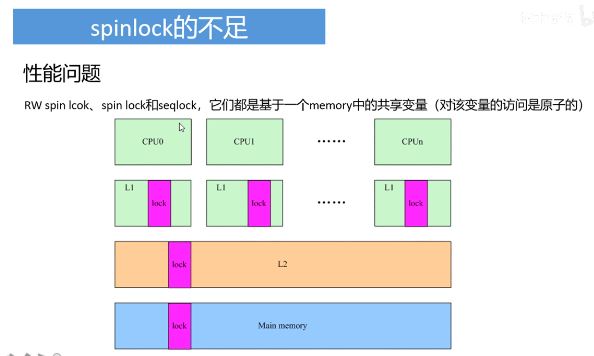 spinlock的不足
性能问题
RW spin lcok、spin lock和seqlock，它们都是基于一个memory中的共享变量（对该变量的访问是原子的）
CPU0 CPU1 …… CPUn
L1 lock L1 lock …… L1 lock
lock L2
lock Main memory